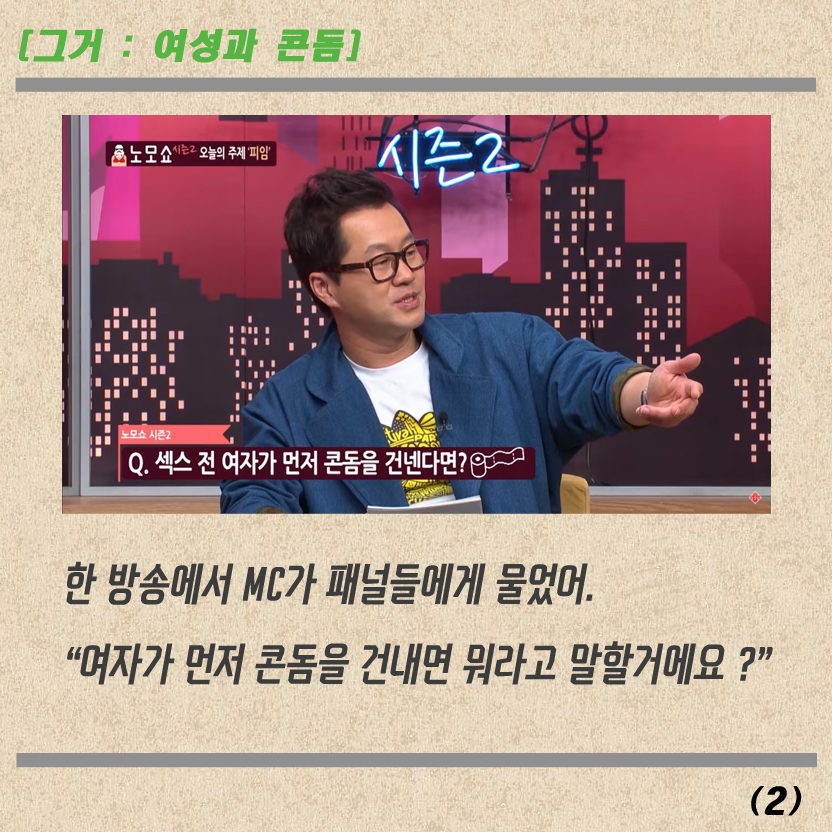 [그거 : 여성과 콘돔]
노모쇼 시즌2 오늘의 주제 '피임'
시즌2
노모쇼 시즌2
Q. 섹스 전 여자가 먼저 콘돔을 건넨다면?
한 방송에서 MC가 패널들에게 물었어.
“여자가 먼저 콘돔을 건내면 뭐라고 말할거에요 ?”
(2)